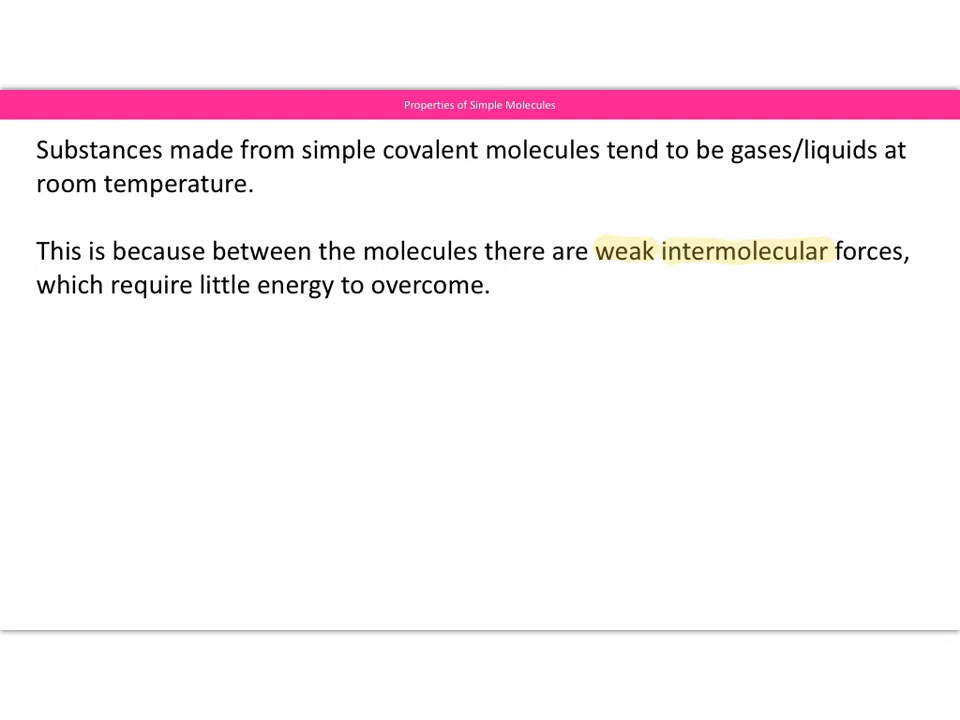 Properties of Simple Molecules
Substances made from simple covalent molecules tend to be gases/liquids at
room temperature.
This is because between the molecules there are weak intermolecular forces,
which require little energy to overcome.